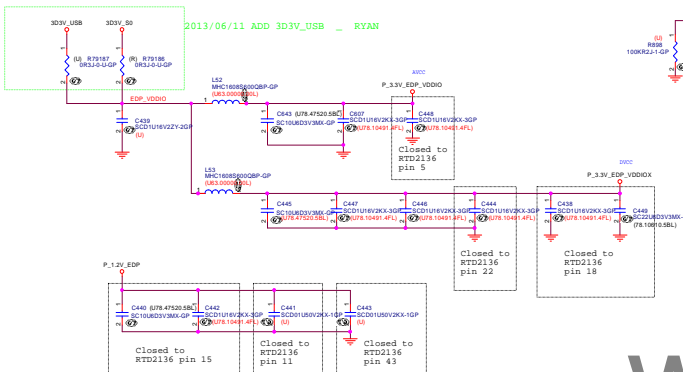 2013/06/11 ADD 3D3V_USB _ RYAN
3D3V_USB
3D3V_S0
(U) R79187
0R3J-0-U-GP
(R) R79186
0R3J-0-U-GP
EDP_VDDIO
C439
SCD1U16V2ZY-2GP
(U)
L52
MHC1608S600QBP-GP
AVCC
P_3.3V_EDP_VDDIO
C643 (U78.47520.5BL)
SC10U6D3V3MX-GP
C607
SCD1U16V2KX-3GP
(U78.10491.4FL)
C448
SCD1U16V2KX-3GP
(U78.10491.4FL)
Closed to
RTD2136
pin 5
(U)
R898
100KR2J-1-GP
L53
MHC1608S600QBP-GP
DVCC
P_3.3V_EDP_VDDIOX
C445
SC10U6D3V3MX-GP
(U78.47520.5BL)
C447
SCD1U16V2KX-3GP
(U78.10491.4FL)
C446
SCD1U16V2KX-3GP
(U78.10491.4FL)
C444
SCD1U16V2KX-3GP
(U78.10491.4FL)
C438
SCD1U16V2KX-3GP
(U78.10491.4FL)
C449
SC22U6D3V3MX-
(78.10610.5BL)
Closed to
RTD2136
pin 22
Closed to
RTD2136
pin 18
P_1.2V_EDP
C440 (U78.47520.5BL)
SC10U6D3V3MX-GP
C442
SCD1U16V2KX-3GP
(U78.10491.4FL)
C441
SCD01U50V2KX-1GP
(U)
C443
SCD01U50V2KX-1GP
(U)
Closed to
RTD2136 pin 15
Closed to
RTD2136
pin 11
Closed to
RTD2136
pin 43